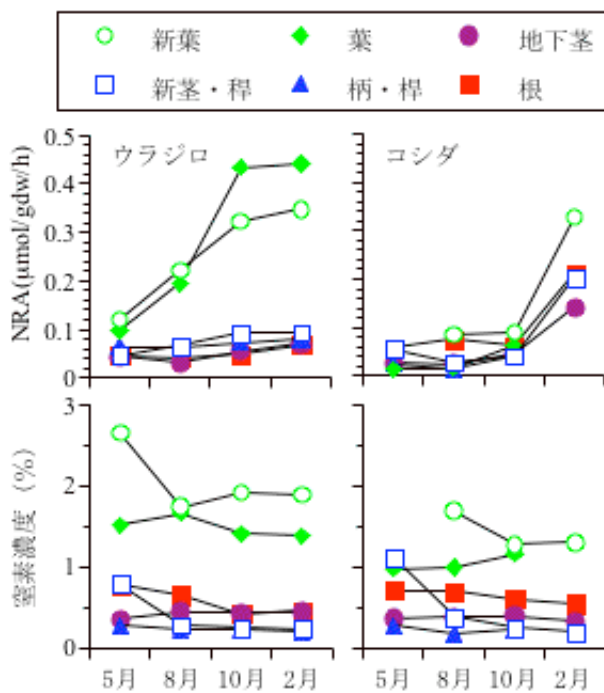 新葉 葉 地下茎
新茎・稈 柄・桿 根
ウラジロ コシダ
NRA(μmol/gdw/h)
0.5
0.4
0.3
0.2
0.1
0
窒素濃度 (%)
3
2
1
0
5月 8月 10月 2月 5月 8月 10月 2月